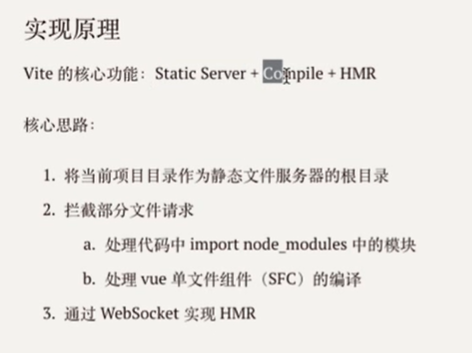 实现原理
Vite 的核心功能：Static Server + Compile + HMR
核心思路：
1. 将当前项目目录作为静态文件服务器的根目录
2. 拦截部分文件请求
a. 处理代码中 import node_modules 中的模块
b. 处理 vue 单文件组件（SFC）的编译
3. 通过 WebSocket 实现 HMR